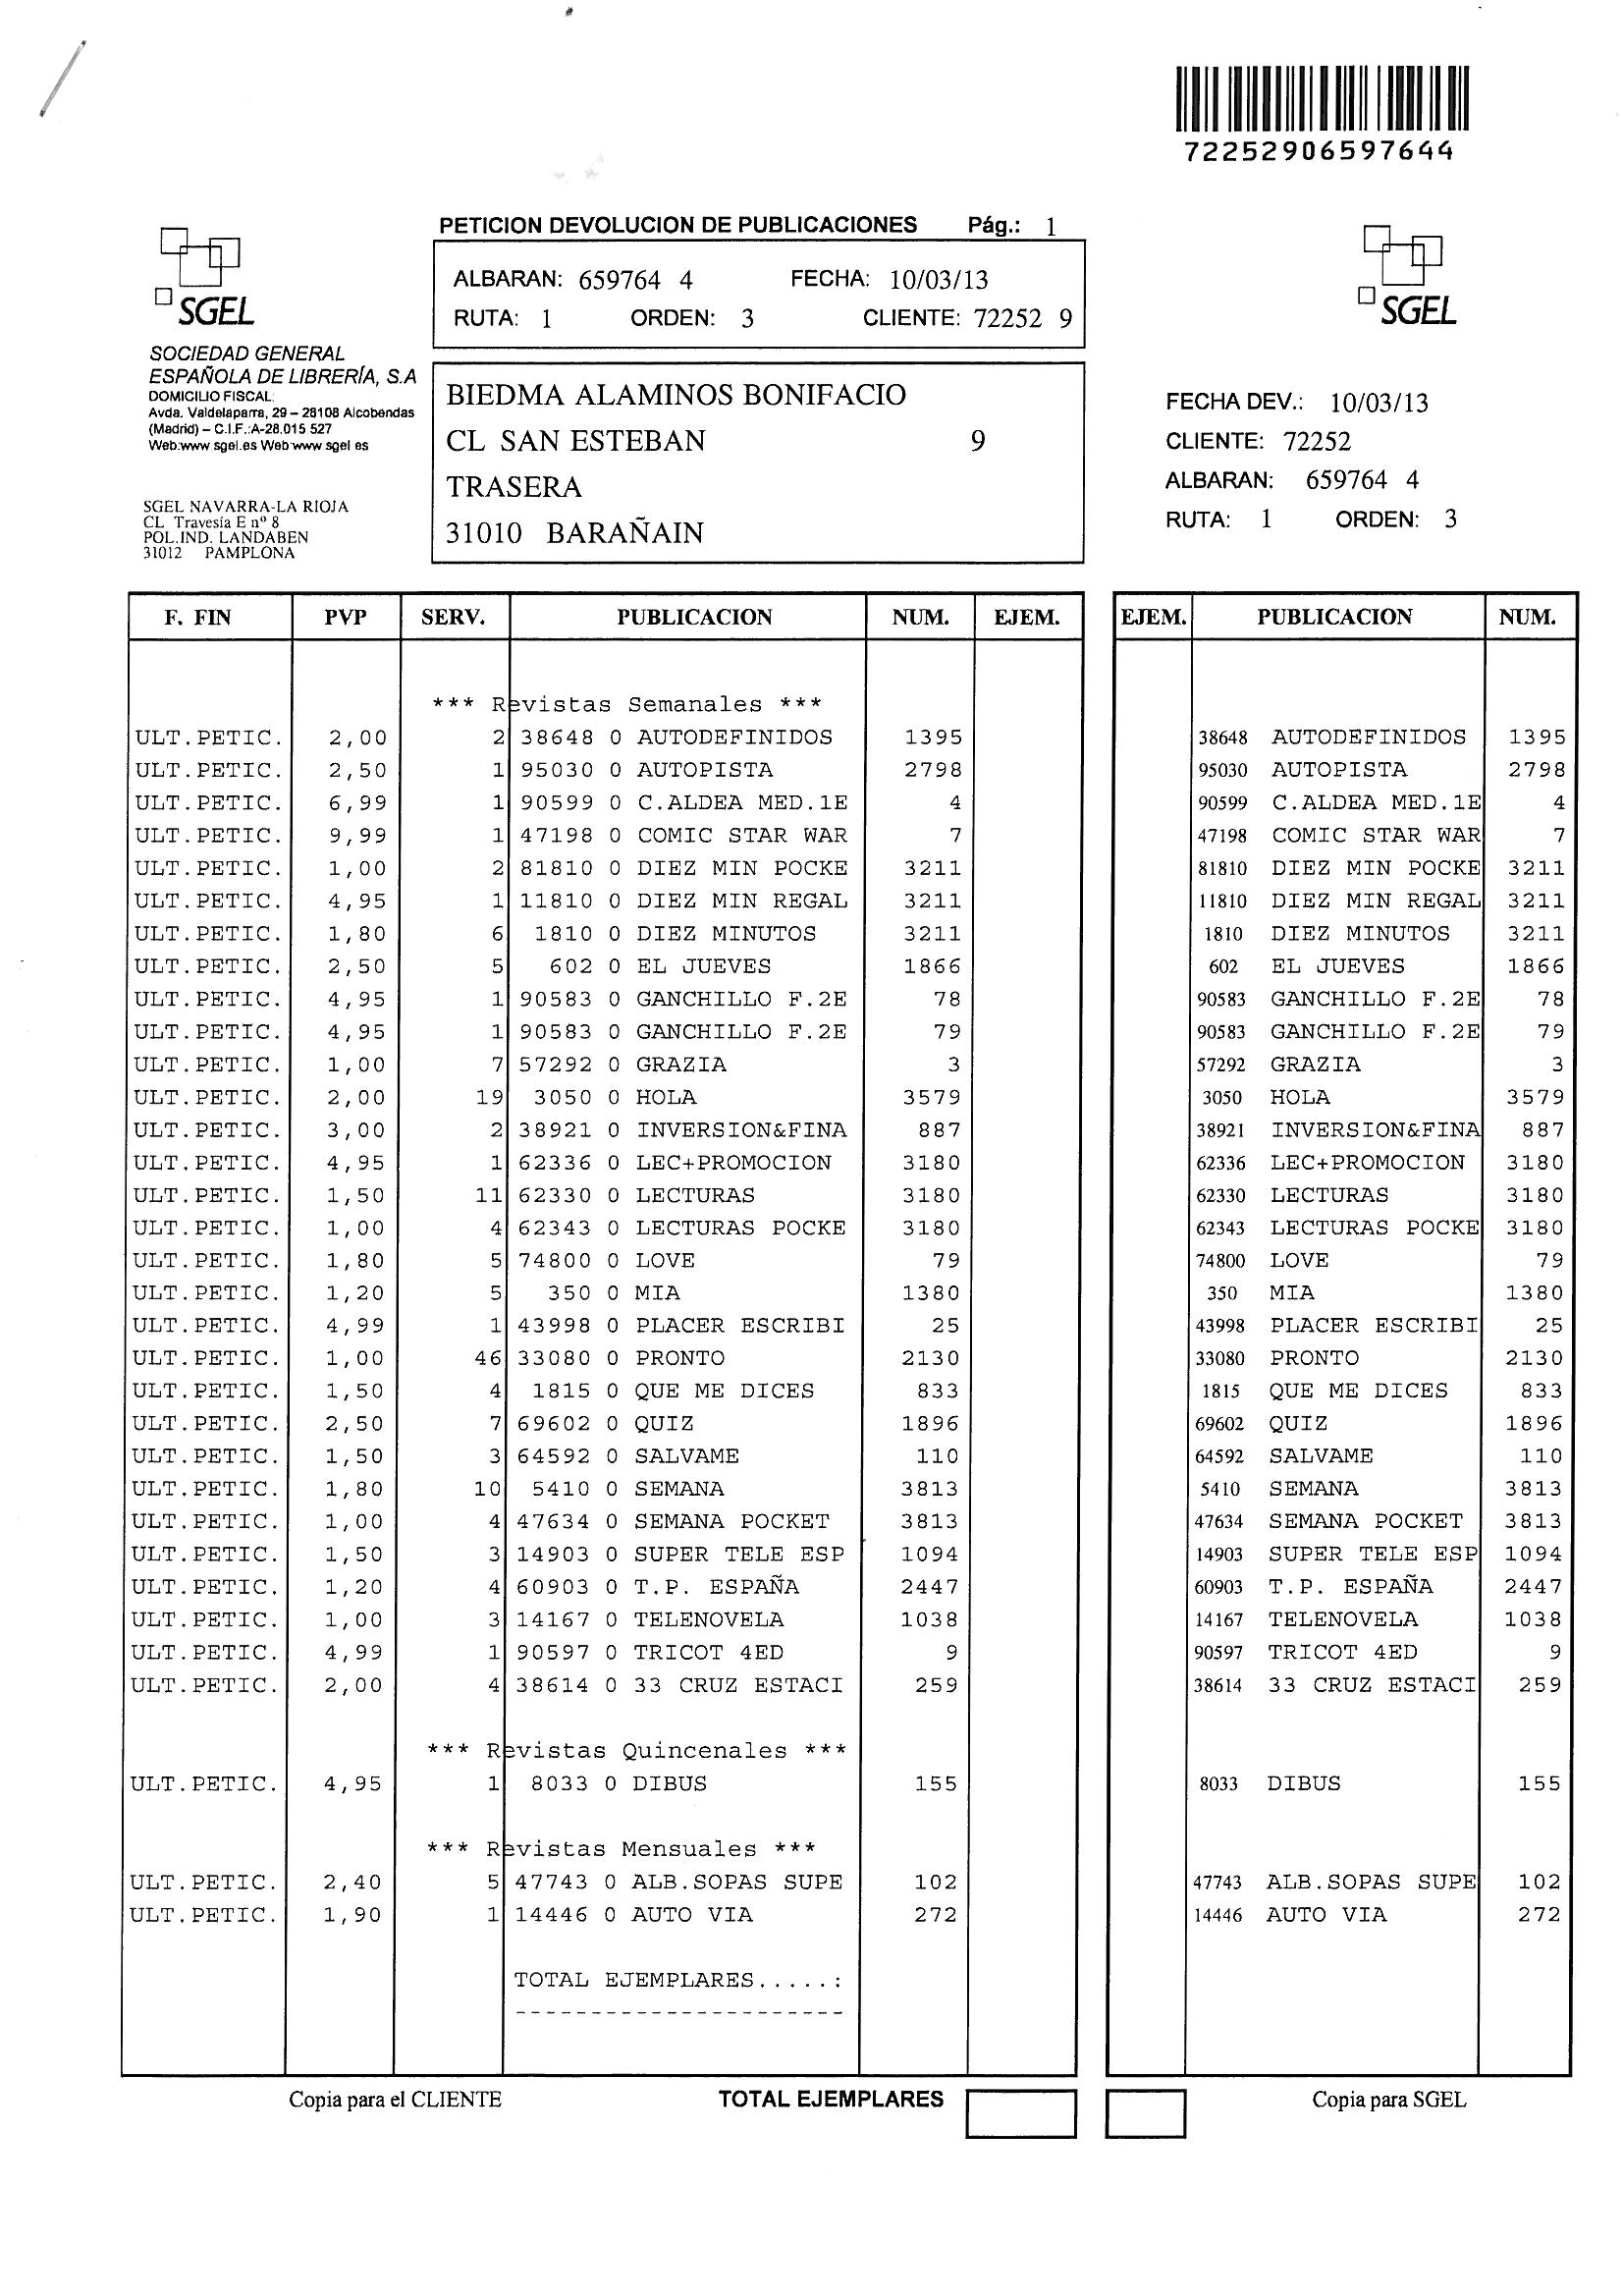 72252906597644
PETICION DEVOLUCION DE PUBLICACIONES Pág.: 1
ALBARAN: 659764 4 FECHA: 10/03/13
RUTA: 1 ORDEN: 3 CLIENTE: 72252 9
SGEL
SOCIEDAD GENERAL
ESPAÑOLA DE LIBRERÍA, S.A
DOMICILIO FISCAL:
Avda. Valdelaparra, 29 – 28108 Alcobendas
(Madrid) – C.I.F.:A-28.015 527
Web:www sgel.es Web www sgel es
SGEL NAVARRA-LA RIOJA
CL Travesía E nº 8
POL.IND. LANDABEN
31012 PAMPLONA
BIEDMA ALAMINOS BONIFACIO
CL SAN ESTEBAN 9
TRASERA
31010 BARAÑAIN
SGEL
FECHA DEV.: 10/03/13
CLIENTE: 72252
ALBARAN: 659764 4
RUTA: 1 ORDEN: 3
F. FIN PVP SERV. PUBLICACION NUM. EJEM. EJEM. PUBLICACION NUM.
*** Revistas Semanales ***
ULT.PETIC. 2,00 2 38648 0 AUTODEFINIDOS 1395 38648 AUTODEFINIDOS 1395
ULT.PETIC. 2,50 1 95030 0 AUTOPISTA 2798 95030 AUTOPISTA 2798
ULT.PETIC. 6,99 1 90599 0 C.ALDEA MED.1E 4 90599 C.ALDEA MED.1E 4
ULT.PETIC. 9,99 1 47198 0 COMIC STAR WAR 7 47198 COMIC STAR WAR 7
ULT.PETIC. 1,00 2 81810 0 DIEZ MIN POCKE 3211 81810 DIEZ MIN POCKE 3211
ULT.PETIC. 4,95 1 11810 0 DIEZ MIN REGAL 3211 11810 DIEZ MIN REGAL 3211
ULT.PETIC. 1,80 6 1810 0 DIEZ MINUTOS 3211 1810 DIEZ MINUTOS 3211
ULT.PETIC. 2,50 5 602 0 EL JUEVES 1866 602 EL JUEVES 1866
ULT.PETIC. 4,95 1 90583 0 GANCHILLO F.2E 78 90583 GANCHILLO F.2E 78
ULT.PETIC. 4,95 1 90583 0 GANCHILLO F.2E 79 90583 GANCHILLO F.2E 79
ULT.PETIC. 1,00 7 57292 0 GRAZIA 3 57292 GRAZIA 3
ULT.PETIC. 2,00 19 3050 0 HOLA 3579 3050 HOLA 3579
ULT.PETIC. 3,00 2 38921 0 INVERSION&FINA 887 38921 INVERSION&FINA 887
ULT.PETIC. 4,95 1 62336 0 LEC+PROMOCION 3180 62336 LEC+PROMOCION 3180
ULT.PETIC. 1,50 11 62330 0 LECTURAS 3180 62330 LECTURAS 3180
ULT.PETIC. 1,00 4 62343 0 LECTURAS POCKE 3180 62343 LECTURAS POCKE 3180
ULT.PETIC. 1,80 5 74800 0 LOVE 79 74800 LOVE 79
ULT.PETIC. 1,20 5 350 0 MIA 1380 350 MIA 1380
ULT.PETIC. 4,99 1 43998 0 PLACER ESCRIBI 25 43998 PLACER ESCRIBI 25
ULT.PETIC. 1,00 46 33080 0 PRONTO 2130 33080 PRONTO 2130
ULT.PETIC. 1,50 4 1815 0 QUE ME DICES 833 1815 QUE ME DICES 833
ULT.PETIC. 2,50 7 69602 0 QUIZ 1896 69602 QUIZ 1896
ULT.PETIC. 1,50 3 64592 0 SALVAME 110 64592 SALVAME 110
ULT.PETIC. 1,80 10 5410 0 SEMANA 3813 5410 SEMANA 3813
ULT.PETIC. 1,00 4 47634 0 SEMANA POCKET 3813 47634 SEMANA POCKET 3813
ULT.PETIC. 1,50 3 14903 0 SUPER TELE ESP 1094 14903 SUPER TELE ESP 1094
ULT.PETIC. 1,20 4 60903 0 T.P. ESPAÑA 2447 60903 T.P. ESPAÑA 2447
ULT.PETIC. 1,00 3 14167 0 TELENOVELA 1038 14167 TELENOVELA 1038
ULT.PETIC. 4,99 1 90597 0 TRICOT 4ED 9 90597 TRICOT 4ED 9
ULT.PETIC. 2,00 4 38614 0 33 CRUZ ESTACI 259 38614 33 CRUZ ESTACI 259
*** Revistas Quincenales ***
ULT.PETIC. 4,95 1 8033 0 DIBUS 155 8033 DIBUS 155
*** Revistas Mensuales ***
ULT.PETIC. 2,40 5 47743 0 ALB.SOPAS SUPE 102 47743 ALB.SOPAS SUPE 102
ULT.PETIC. 1,90 1 14446 0 AUTO VIA 272 14446 AUTO VIA 272
TOTAL EJEMPLARES.....:
----------------------
Copia para el CLIENTE TOTAL EJEMPLARES Copia para SGEL